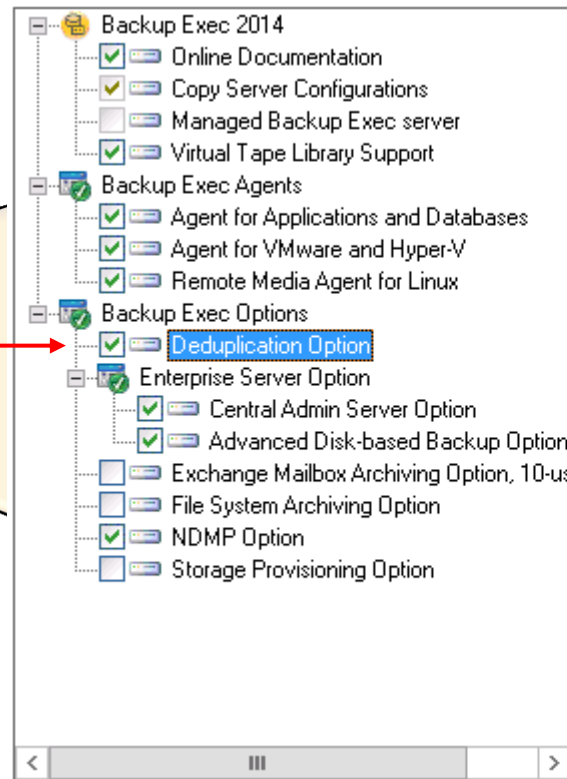 Backup Exec 2014
Online Documentation
Copy Server Configurations
Managed Backup Exec server
Virtual Tape Library Support
Backup Exec Agents
Agent for Applications and Databases
Agent for VMware and Hyper-V
Remote Media Agent for Linux
Backup Exec Options
Deduplication Option
Enterprise Server Option
Central Admin Server Option
Advanced Disk-based Backup Option
Exchange Mailbox Archiving Option, 10-us
File System Archiving Option
NDMP Option
Storage Provisioning Option